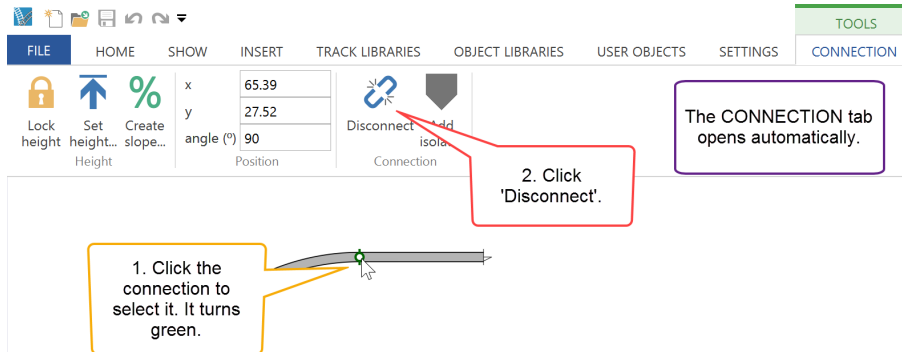 TOOLS
FILE HOME SHOW INSERT TRACK LIBRARIES OBJECT LIBRARIES USER OBJECTS SETTINGS CONNECTION
Lock
height
Set
height...
Create
slope...
Height
x 65.39
y 27.52
angle (º) 90
Position
Disconnect
Add
Connection
The CONNECTION tab
opens automatically.
2. Click
'Disconnect'.
1. Click the
connection to
select it. It turns
green.